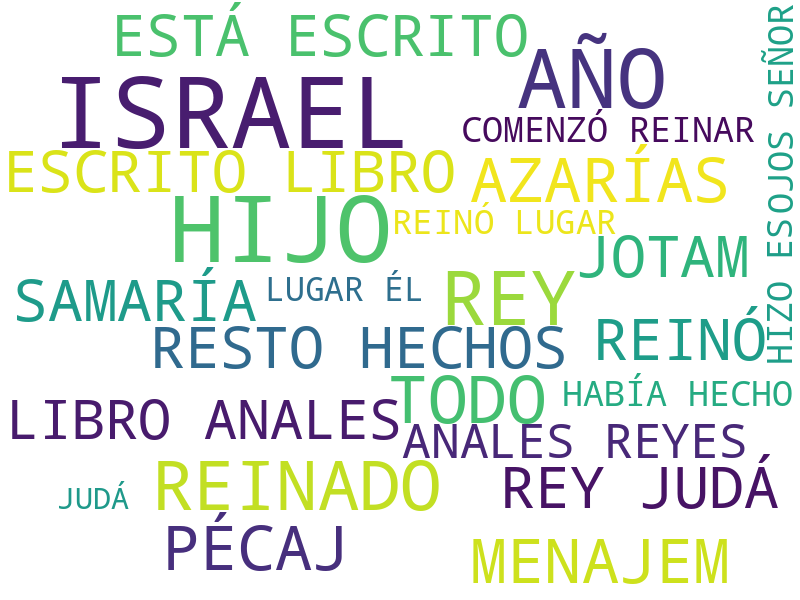 ESTÁ ESCRITO
AÑO
ISRAEL
COMENZÓ REINAR
HIZO ESOJOS SEÑOR
ESCRITO LIBRO
AZARÍAS
HIJO
REINÓ LUGAR
JOTAM
SAMARÍA
LUGAR ÉL
REY
RESTO HECHOS
REINÓ
TODO
HABÍA HECHO
LIBRO ANALES
ANALES REYES
REINADO
REY JUDÁ
JUDÁ
PÉCAJ
MENAJEM